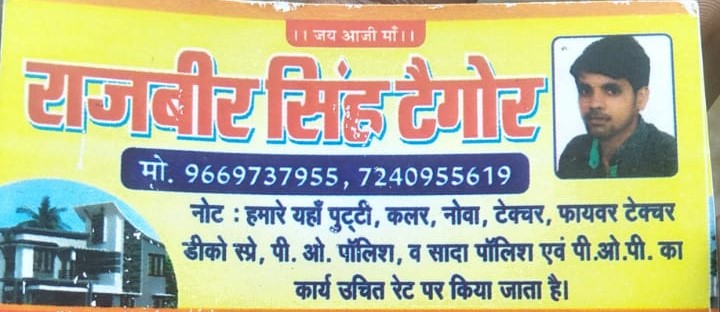 ।। जय आजी माँ।।
राजबीर सिंह टैगोर
मो. 9669737955, 7240955619
नोट : हमारे यहाँ पुट्टी, कलर, नोवा, टेक्चर, फायवर टेक्चर
डीको स्प्रे, पी. ओ. पॉलिश, व सादा पॉलिश एवं पी.ओ.पी. का
कार्य उचित रेट पर किया जाता है।